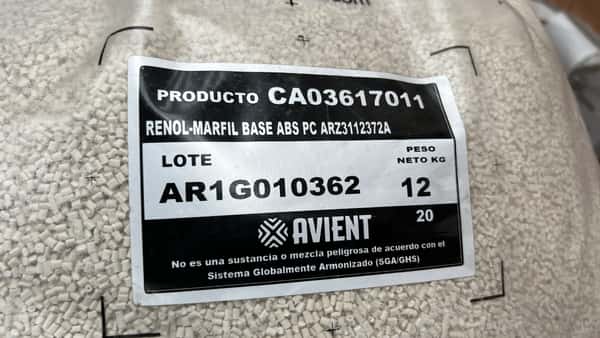 PRODUCTO CA03617011
RENOL-MARFIL BASE ABS PC ARZ3112372A
LOTE
PESO
NETO KG
AR1G010362
12
20
AVIENT
No es una sustancia o mezcla peligrosa de acuerdo con el
Sistema Globalmente Armonizado (SGA/GHS)